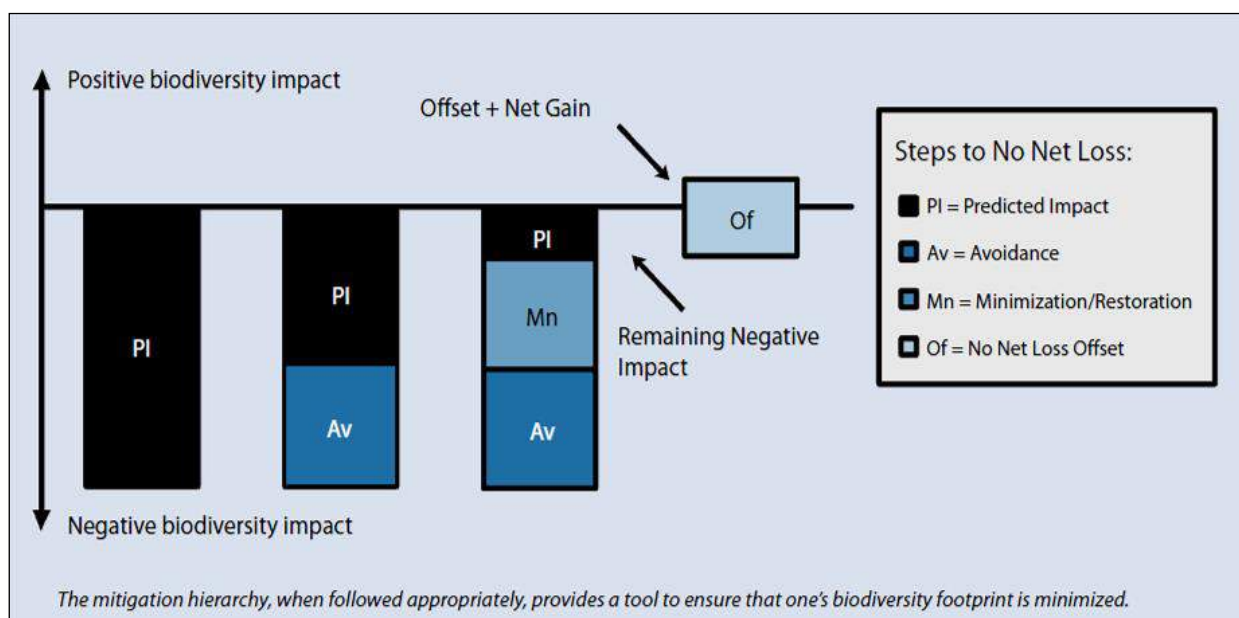 Positive biodiversity impact
Offset + Net Gain
Of
PI
PI
Av
PI
Mn
Av
Remaining Negative
Impact
Negative biodiversity impact
Steps to No Net Loss:
PI = Predicted Impact
Av = Avoidance
Mn = Minimization/Restoration
Of = No Net Loss Offset
The mitigation hierarchy, when followed appropriately, provides a tool to ensure that one's biodiversity footprint is minimized.